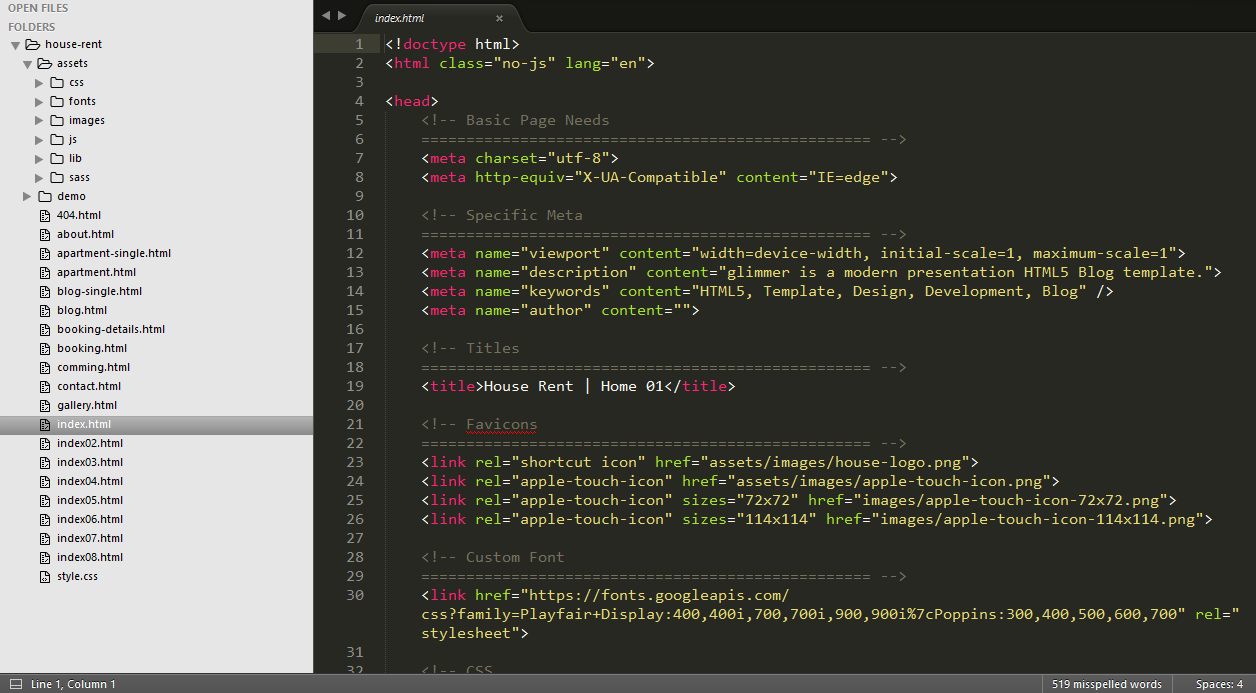 OPEN FILES
FOLDERS
house-rent
assets
css
fonts
images
js
lib
sass
demo
404.html
about.html
apartment-single.html
apartment.html
blog-single.html
blog.html
booking-details.html
booking.html
comming.html
contact.html
gallery.html
index.html
index02.html
index03.html
index04.html
index05.html
index06.html
index07.html
index08.html
style.css
index.html ×
1 <!doctype html>
2 <html class="no-js" lang="en">
3
4 <head>
5 <!-- Basic Page Needs
6 ================================================== -->
7 <meta charset="utf-8">
8 <meta http-equiv="X-UA-Compatible" content="IE=edge">
9
10 <!-- Specific Meta
11 ================================================== -->
12 <meta name="viewport" content="width=device-width, initial-scale=1, maximum-scale=1">
13 <meta name="description" content="glimmer is a modern presentation HTML5 Blog template.">
14 <meta name="keywords" content="HTML5, Template, Design, Development, Blog" />
15 <meta name="author" content="">
16
17 <!-- Titles
18 ================================================== -->
19 <title>House Rent | Home 01</title>
20
21 <!-- Favicons
22 ================================================== -->
23 <link rel="shortcut icon" href="assets/images/house-logo.png">
24 <link rel="apple-touch-icon" href="assets/images/apple-touch-icon.png">
25 <link rel="apple-touch-icon" sizes="72x72" href="images/apple-touch-icon-72x72.png">
26 <link rel="apple-touch-icon" sizes="114x114" href="images/apple-touch-icon-114x114.png">
27
28 <!-- Custom Font
29 ================================================== -->
30 <link href="https://fonts.googleapis.com/
css?family=Playfair+Display:400,400i,700,700i,900,900i%7cPoppins:300,400,500,600,700" rel="
stylesheet">
31
32 <!-- CSS
Line 1, Column 1
519 misspelled words
Spaces: 4